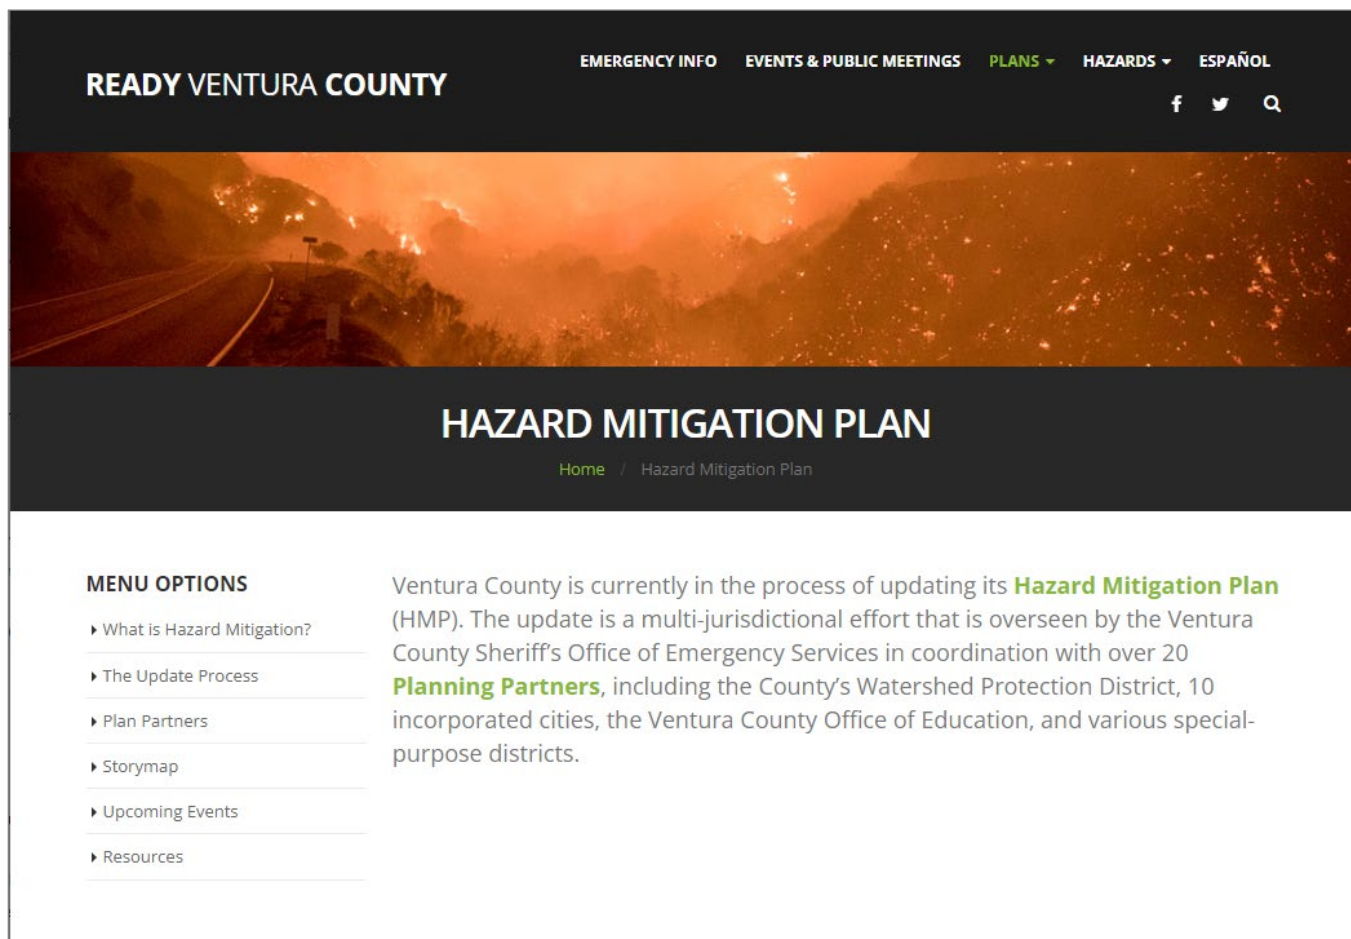 READY VENTURA COUNTY
EMERGENCY INFO EVENTS & PUBLIC MEETINGS PLANS HAZARDS ESPAÑOL
HAZARD MITIGATION PLAN
Home / Hazard Mitigation Plan
MENU OPTIONS
What is Hazard Mitigation?
The Update Process
Plan Partners
Storymap
Upcoming Events
Resources
Ventura County is currently in the process of updating its Hazard Mitigation Plan
(HMP). The update is a multi-jurisdictional effort that is overseen by the Ventura
County Sheriff’s Office of Emergency Services in coordination with over 20
Planning Partners, including the County’s Watershed Protection District, 10
incorporated cities, the Ventura County Office of Education, and various special-
purpose districts.